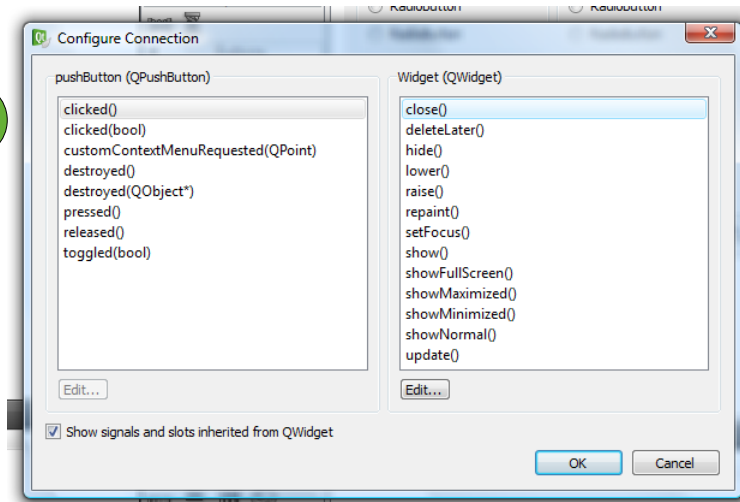 Radiobutton
Radiobutton
Configure Connection
pushButton (QPushButton)
clicked()
clicked(bool)
customContextMenuRequested(QPoint)
destroyed()
destroyed(QObject*)
pressed()
released()
toggled(bool)
Edit...
Widget (QWidget)
close()
deleteLater()
hide()
lower()
raise()
repaint()
setFocus()
show()
showFullScreen()
showMaximized()
showMinimized()
showNormal()
update()
Edit...
Show signals and slots inherited from QWidget
OK
Cancel